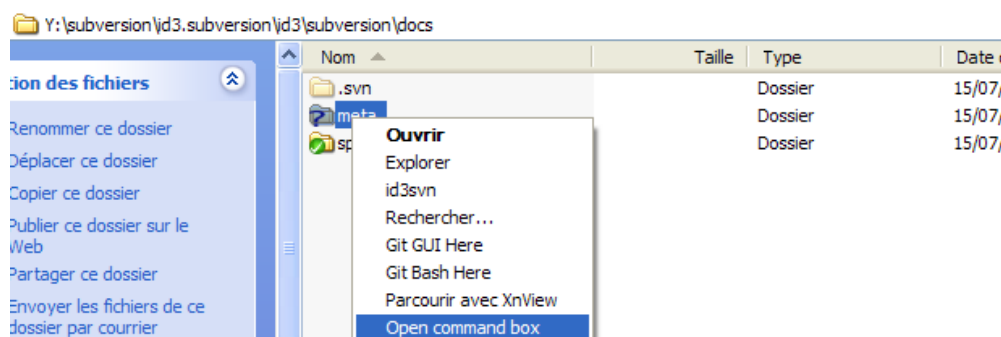 Y:\subversion\id3.subversion\id3\subversion\docs
Nom Taille Type Date
tion des fichiers
.svn Dossier 15/07/
meta Dossier 15/07/
sp Dossier 15/07/
Renommer ce dossier
Déplacer ce dossier
Copier ce dossier
Publier ce dossier sur le
Web
Partager ce dossier
Envoyer les fichiers de ce
dossier par courrier
Ouvrir
Explorer
id3svn
Rechercher...
Git GUI Here
Git Bash Here
Parcourir avec XnView
Open command box